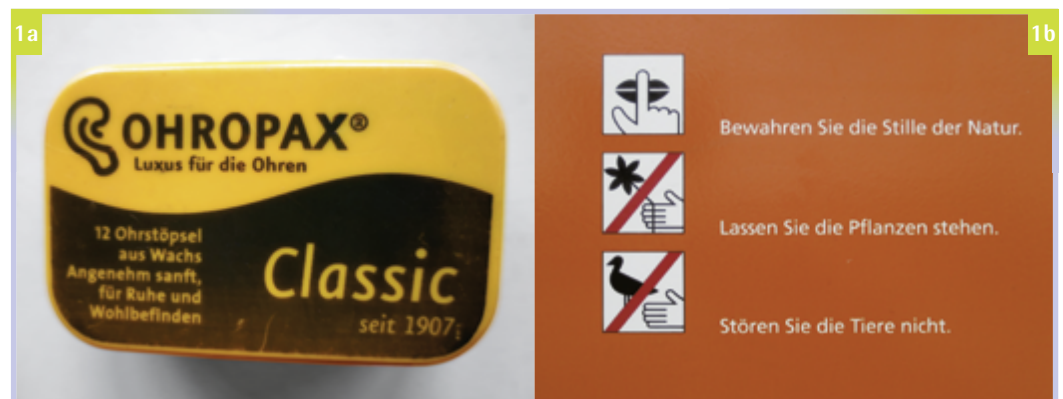 1a
OHROPAX®
Luxus für die Ohren
12 Ohrstöpsel
aus Wachs
Angenehm sanft,
für Ruhe und
Wohlbefinden
Classic
seit 1907
1b
Bewahren Sie die Stille der Natur.
Lassen Sie die Pflanzen stehen.
Stören Sie die Tiere nicht.